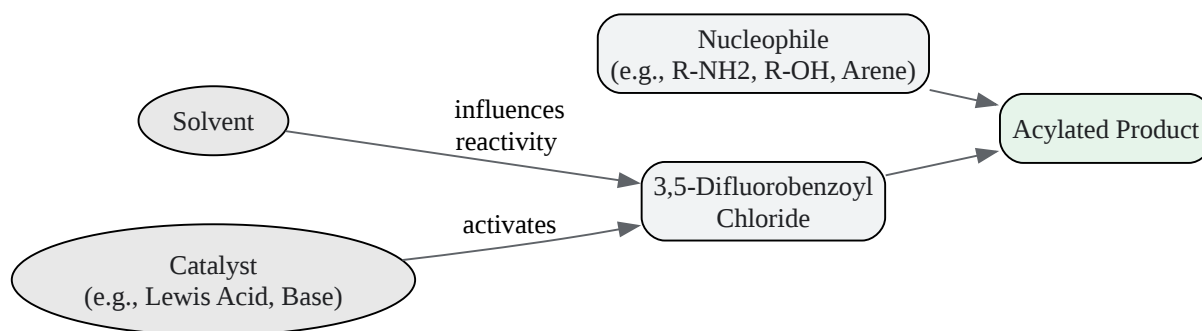 Nucleophile
(e.g., R-NH2, R-OH, Arene)
Solvent
influences
reactivity
Acylated Product
3,5-Difluorobenzoyl
Chloride
activates
Catalyst
(e.g., Lewis Acid, Base)